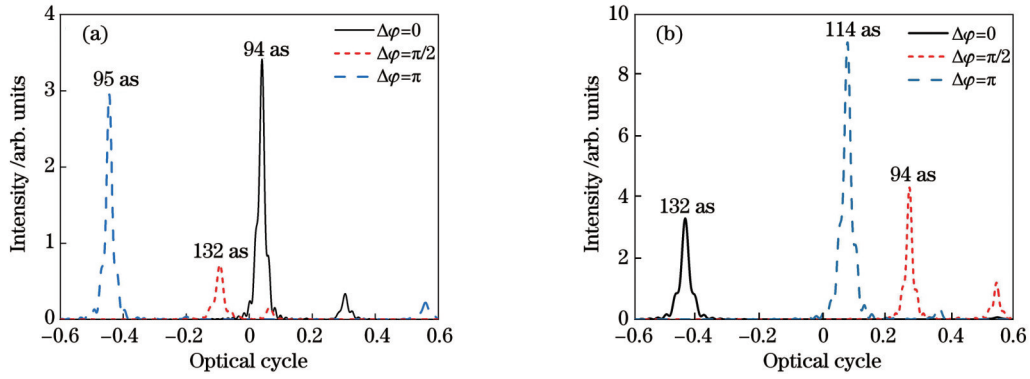 (a)
Δφ=0
Δφ=π/2
Δφ=π
95 as
94 as
132 as
4
3
2
1
0
−0.6 −0.4 −0.2 0 0.2 0.4 0.6
Optical cycle
Intensity /arb. units
(b)
Δφ=0
Δφ=π/2
Δφ=π
114 as
94 as
132 as
10
8
6
4
2
0
−0.6 −0.4 −0.2 0 0.2 0.4 0.6
Optical cycle
Intensity /arb. units